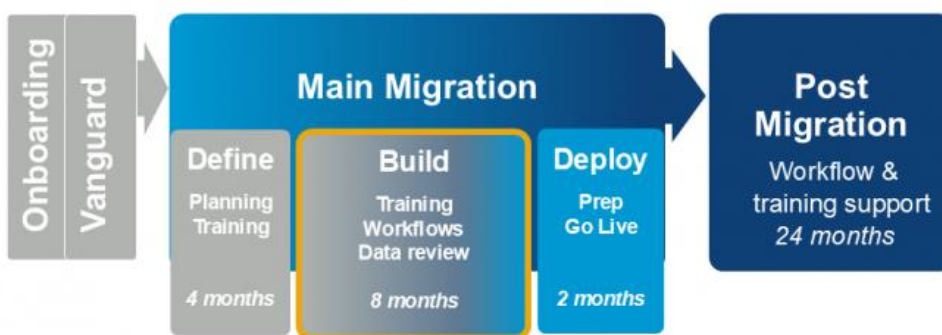 Onboarding
Vanguard
Main Migration
Define
Planning
Training
4 months
Build
Training
Workflows
Data review
8 months
Deploy
Prep
Go Live
2 months
Post
Migration
Workflow &
training support
24 months